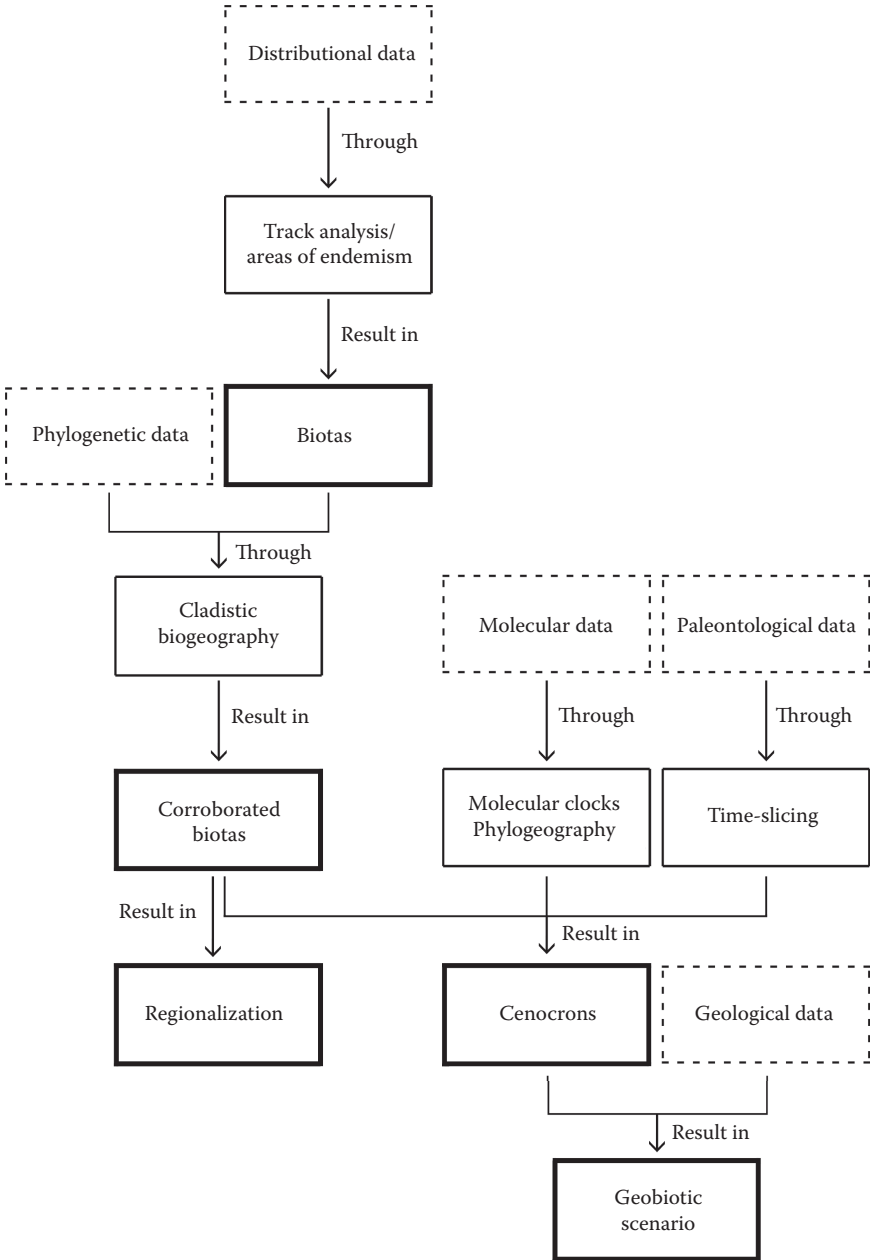 Distributional data
Through
Track analysis/
areas of endemism
Result in
Phylogenetic data
Biotas
Through
Cladistic
biogeography
Molecular data
Paleontological data
Result in
Through
Through
Corroborated
biotas
Molecular clocks
Phylogeography
Time-slicing
Result in
Result in
Regionalization
Cenocrons
Geological data
Result in
Geobiotic
scenario